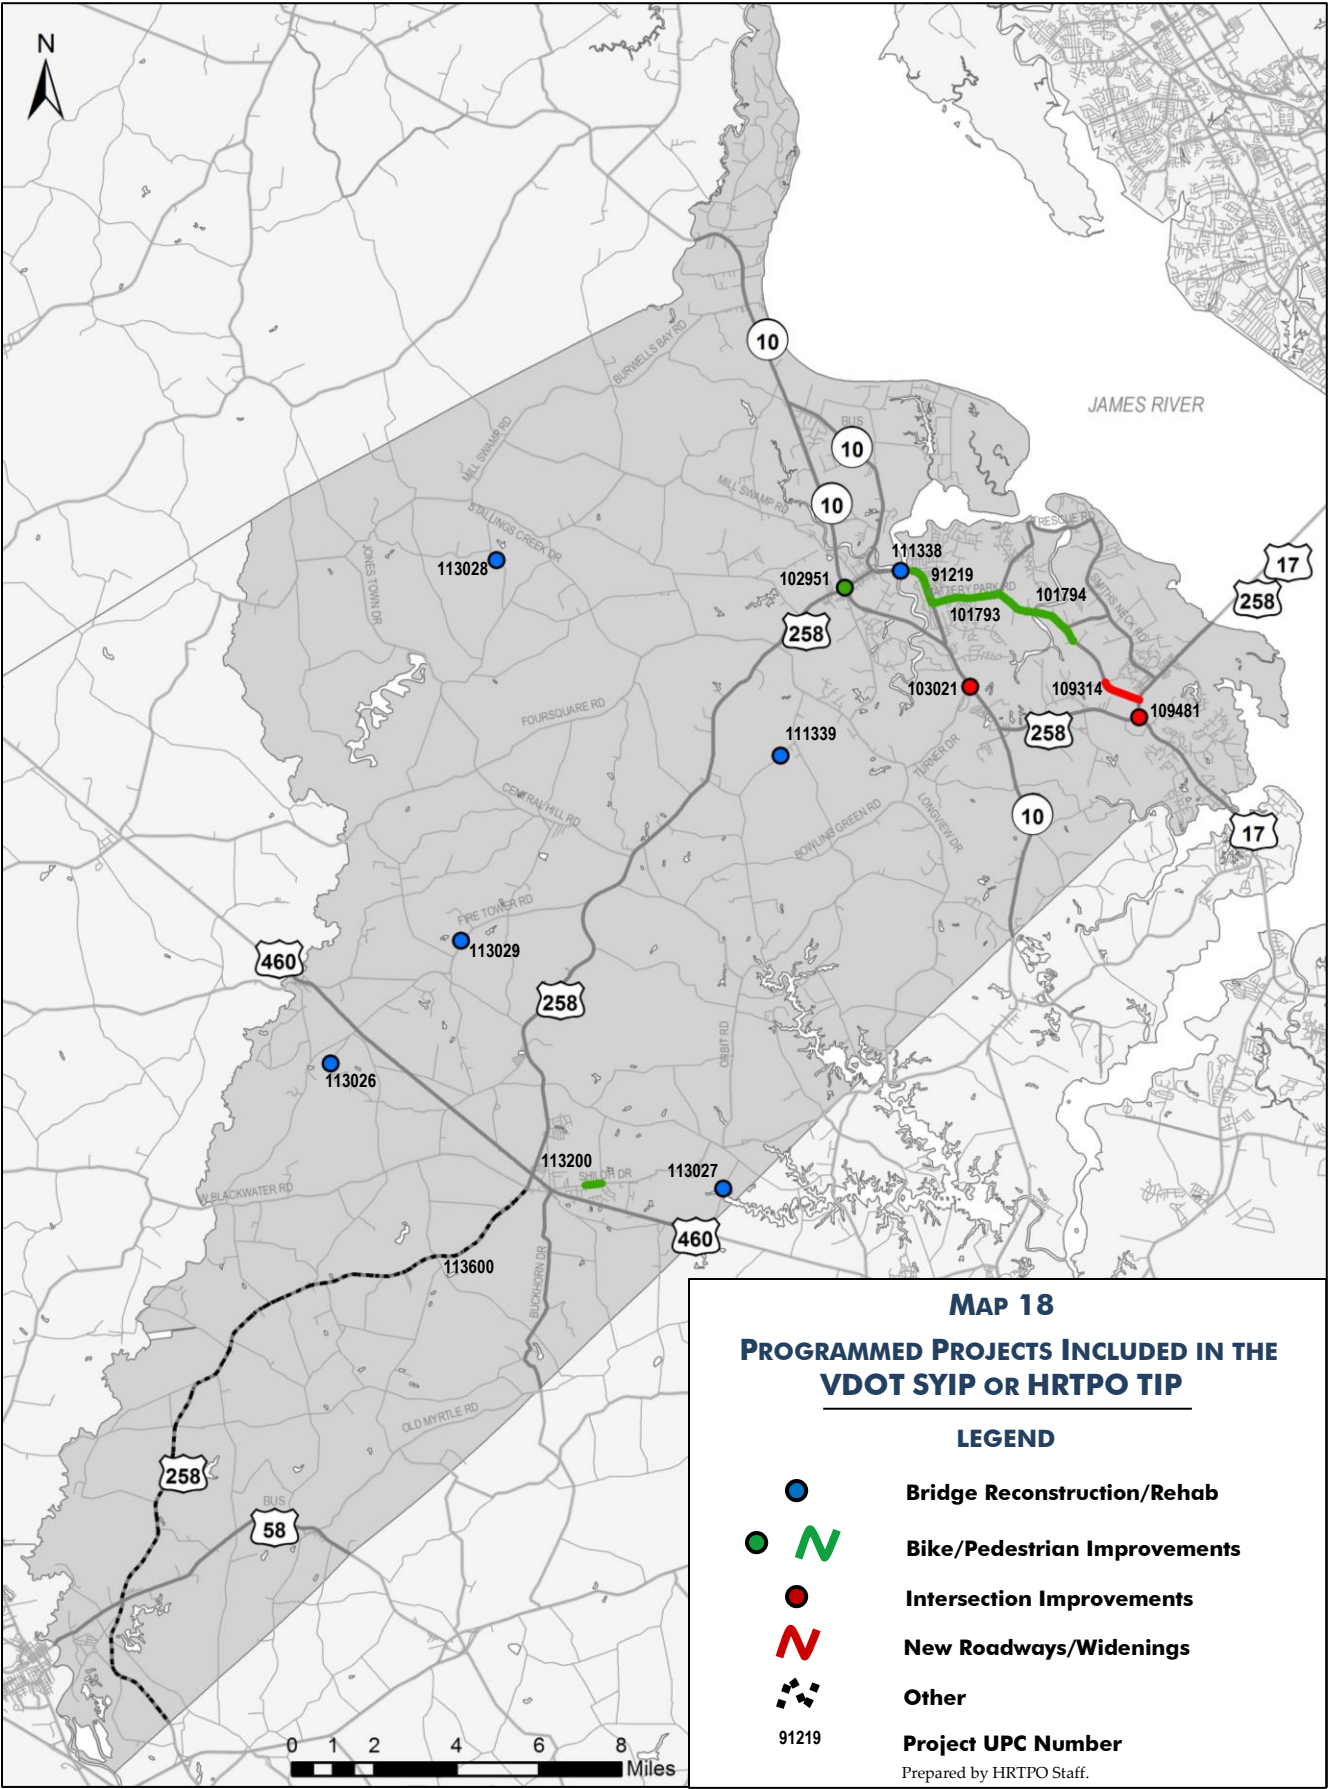 N
10
BURWELLS BAY RD
JAMES RIVER
BUS
10
MILL SWAMP RD
MILL SWAMP RD
10
STALLINGS CREEK DR
RESCUE RD
JONES TOWN DR
113028
111338
17
91219
102951
BATTERY PARK RD
101794
258
101793
SMITHS NECK RD
258
103021
109314
FOURSQUARE RD
109481
111339
258
TURNER DR
CENTRAL HILL RD
LONGVIEW DR
10
BOWLING GREEN RD
17
FIRE TOWER RD
113029
460
258
ORBIT RD
113026
113200
SHILOH DR
113027
W BLACKWATER RD
460
113600
BUCKHORN DR
OLD MYRTLE RD
258
BUS
58
0 1 2 4 6 8
Miles
MAP 18
PROGRAMMED PROJECTS INCLUDED IN THE
VDOT SYIP OR HRTPO TIP
LEGEND
Bridge Reconstruction/Rehab
Bike/Pedestrian Improvements
Intersection Improvements
New Roadways/Widenings
Other
91219 Project UPC Number
Prepared by HRTPO Staff.